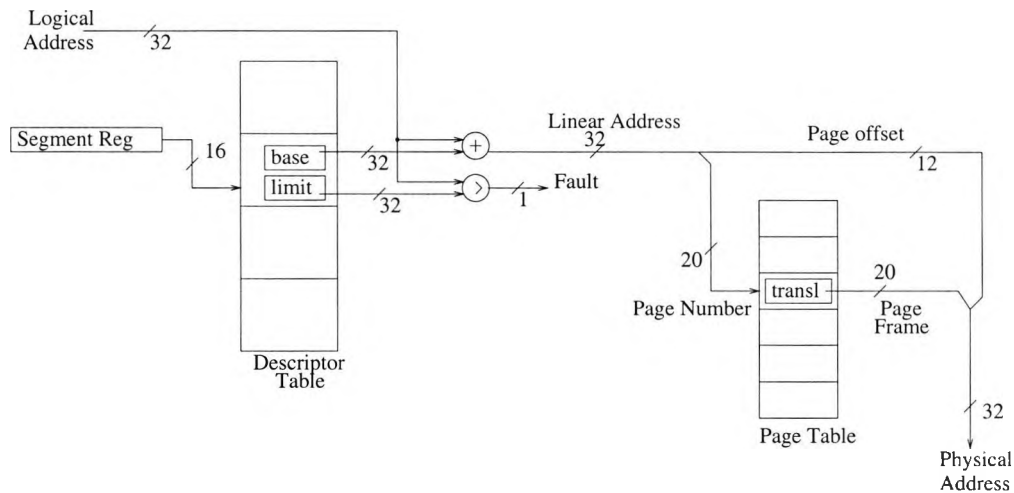 Logical
Address
32
Segment Reg
16
base
limit
32
32
+
>
1
Fault
Linear Address
32
Page offset
12
20
Page Number
transl
20
Page
Frame
Descriptor
Table
Page Table
32
Physical
Address